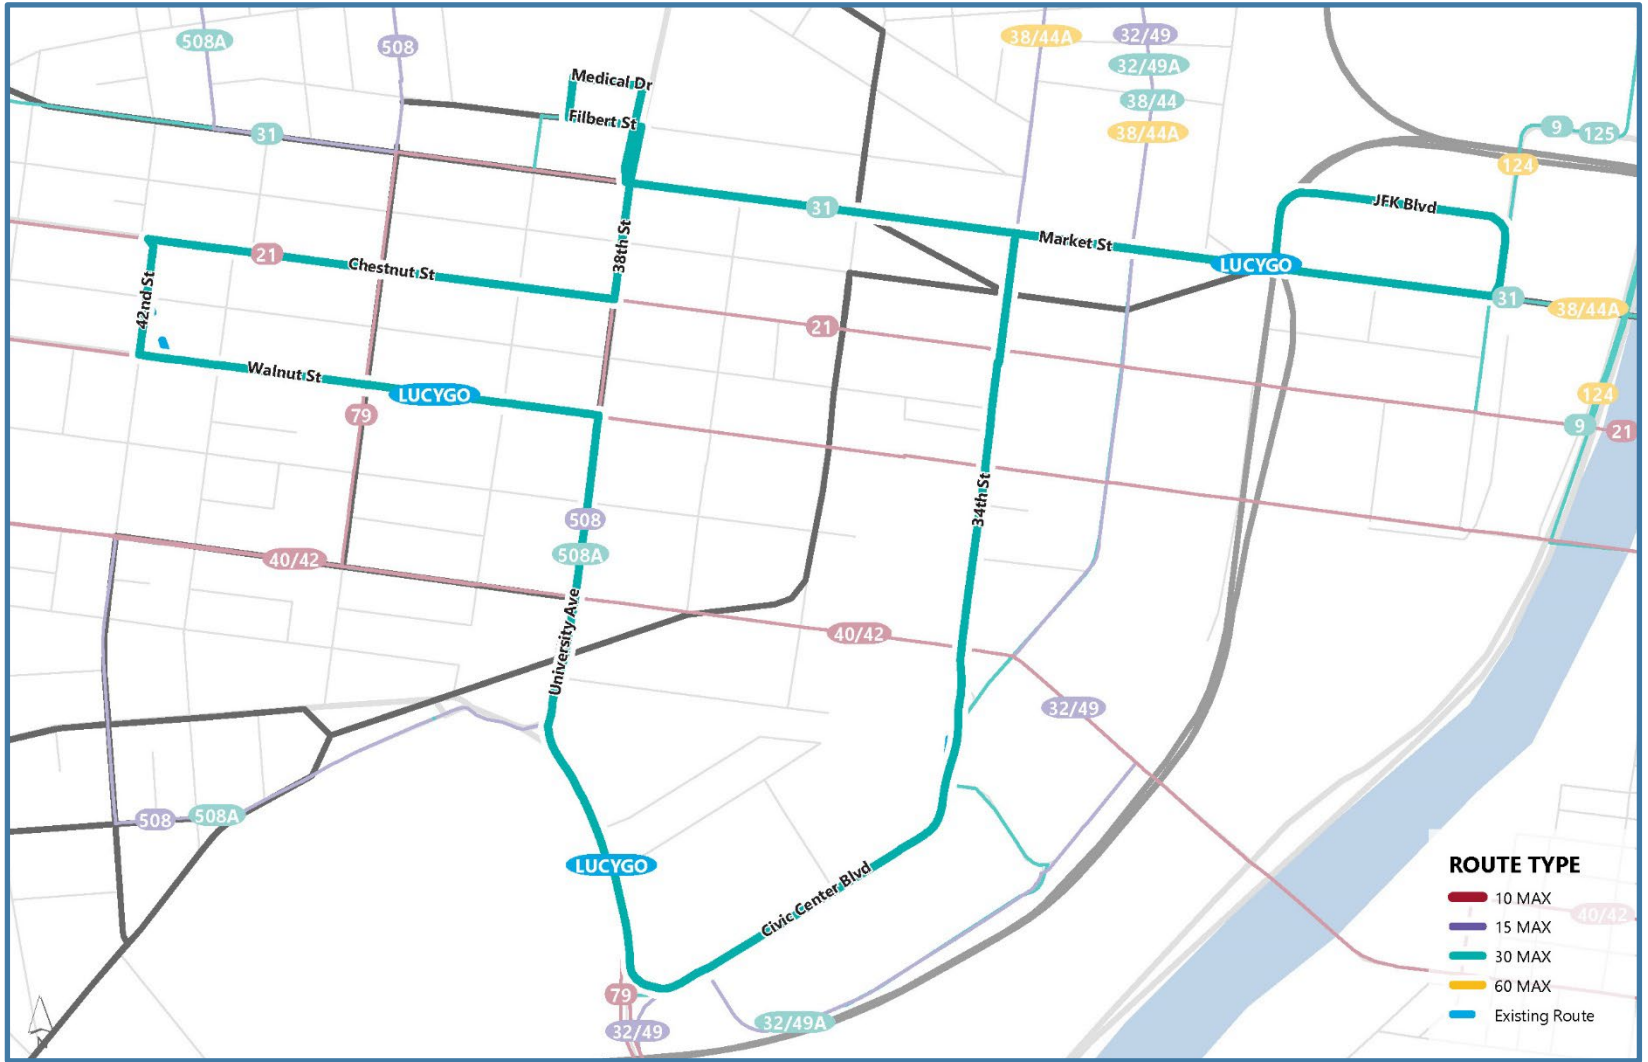 508A
508
38/44A
32/49
32/49A
38/44
38/44A
Medical Dr
Filbert St
31
9
125
124
31
JFK Blvd
38th St
Market St
21
Chestnut St
LUCYGO
42nd St
31
38/44A
21
Walnut St
LUCYGO
79
124
9
21
34th St
508
508A
40/42
University Ave
40/42
32/49
508
508A
LUCYGO
Civic Center Blvd
79
32/49
32/49A
ROUTE TYPE
10 MAX
15 MAX
30 MAX
60 MAX
Existing Route
40/42
N